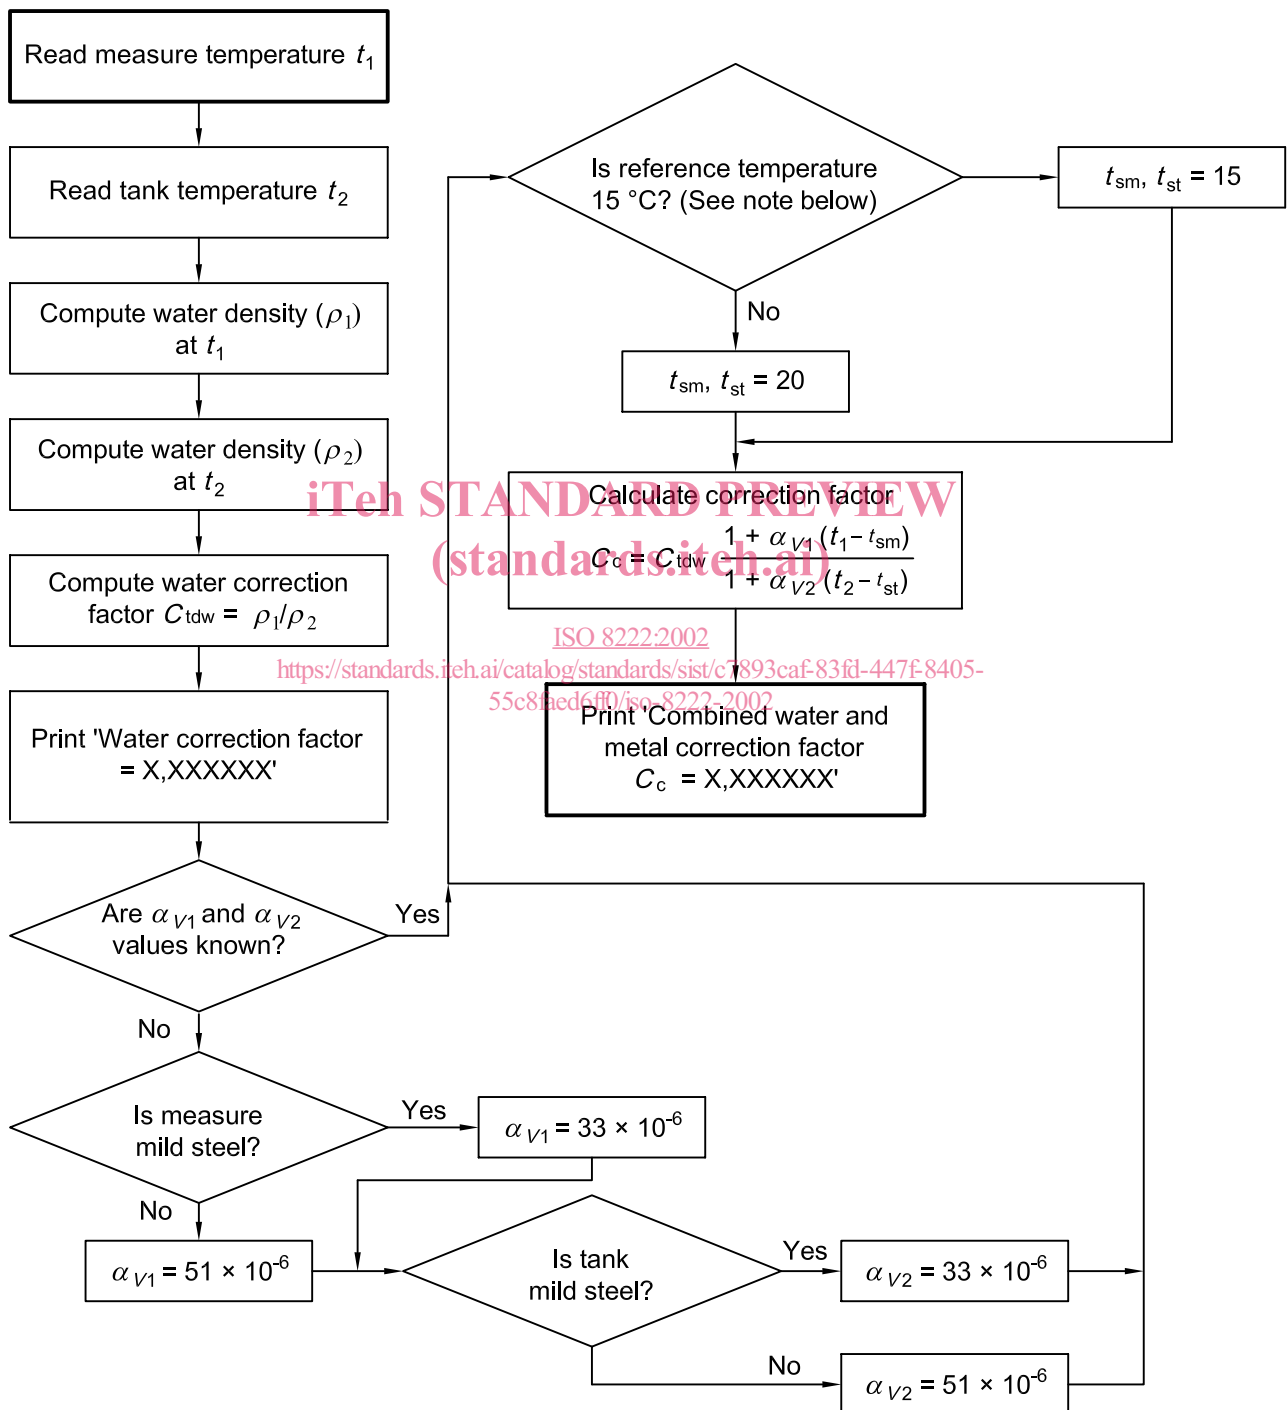 Read measure temperature t1
Read tank temperature t2
Compute water density (ρ1)
at t1
Compute water density (ρ2)
at t2
Compute water correction
factor Ctdw = ρ1/ρ2
Print 'Water correction factor
= X,XXXXXX'
Are αV1 and αV2
values known?
Yes
No
Is measure
mild steel?
Yes
αV1 = 33 × 10-6
No
αV1 = 51 × 10-6
Is tank
mild steel?
Yes
αV2 = 33 × 10-6
No
αV2 = 51 × 10-6
Is reference temperature
15 °C? (See note below)
tsm, tst = 15
No
tsm, tst = 20
Calculate correction factor
Cc = Ctdw 1 + αV1 (t1 – tsm)
1 + αV2 (t2 – tst)
Print 'Combined water and
metal correction factor
Cc = X,XXXXXX'
iTeh STANDARD PREVIEW
(standards.iteh.ai)
ISO 8222:2002
https://standards.iteh.ai/catalog/standards/sist/c7893caf-83fd-447f-8405-
55c8faed6ff0/iso-8222-2002